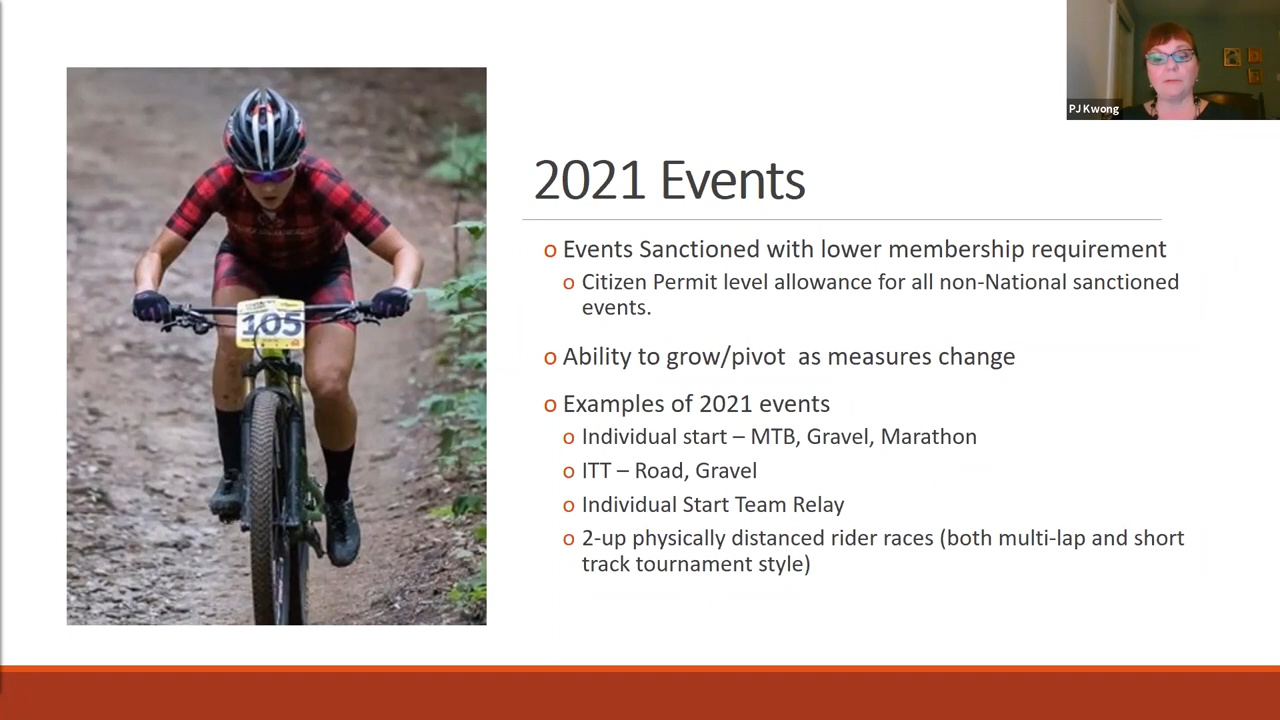 PJ Kwong
2021 Events
o Events Sanctioned with lower membership requirement
o Citizen Permit level allowance for all non-National sanctioned
events.
o Ability to grow/pivot as measures change
o Examples of 2021 events
o Individual start – MTB, Gravel, Marathon
o ITT – Road, Gravel
o Individual Start Team Relay
o 2-up physically distanced rider races (both multi-lap and short
track tournament style)
105